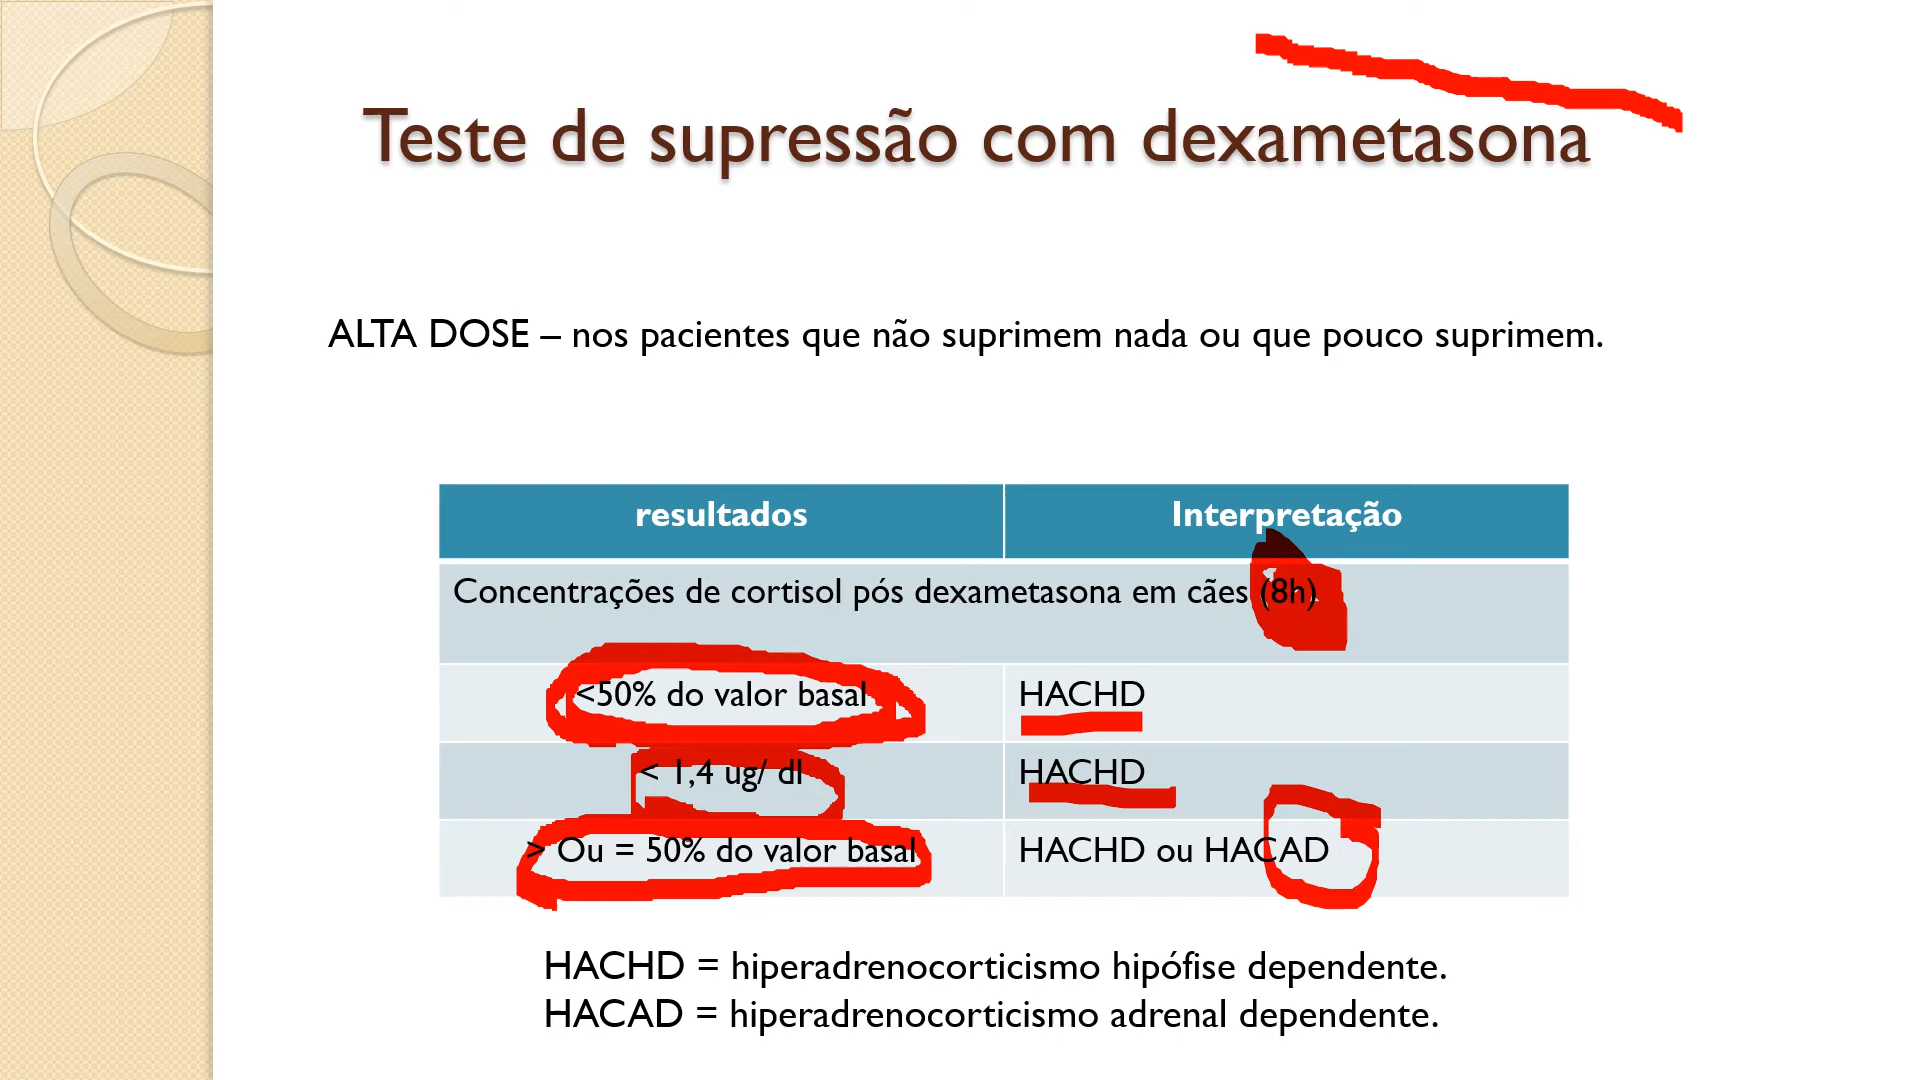 Teste de supressão com dexametasona
ALTA DOSE – nos pacientes que não suprimem nada ou que pouco suprimem.
resultados Interpretação
Concentrações de cortisol pós dexametasona em cães (8h)
<50% do valor basal HACHD
< 1,4 ug/ dl HACHD
> Ou = 50% do valor basal HACHD ou HACAD
HACHD = hiperadrenocorticismo hipófise dependente.
HACAD = hiperadrenocorticismo adrenal dependente.